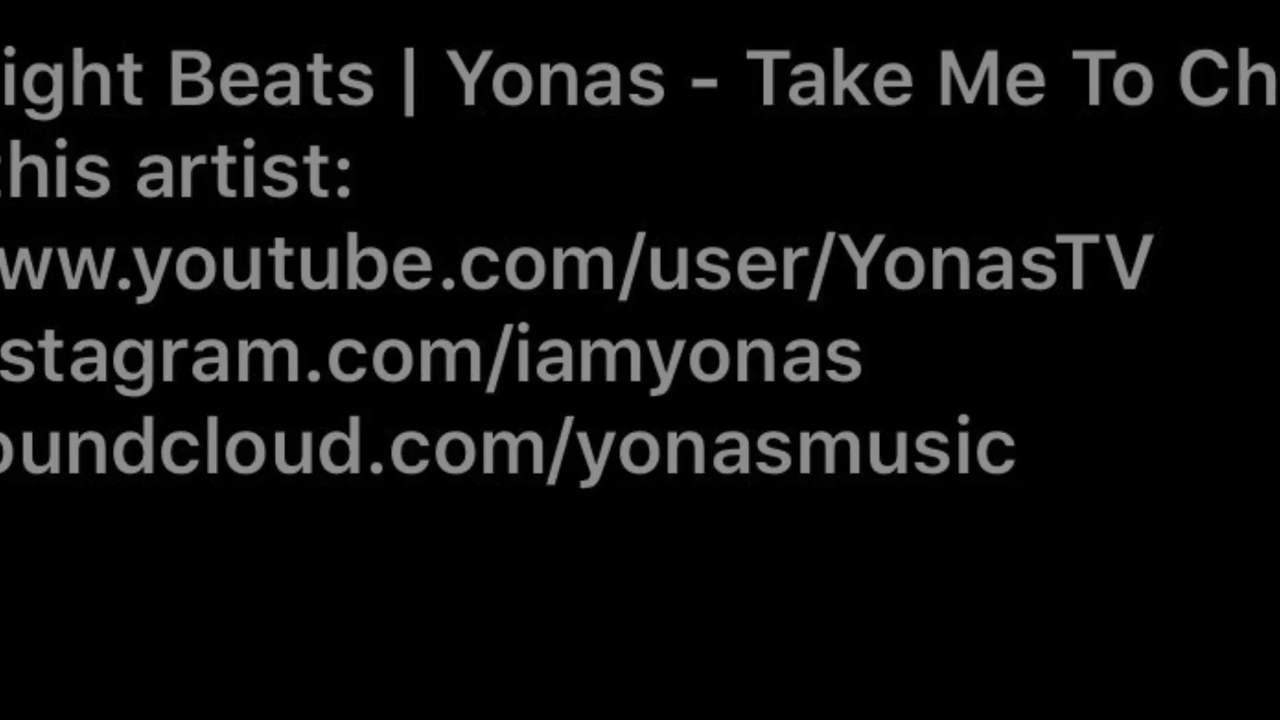 ight Beats | Yonas - Take Me To Ch
this artist:
ww.youtube.com/user/YonasTV
stagram.com/iamyonas
oundcloud.com/yonasmusic